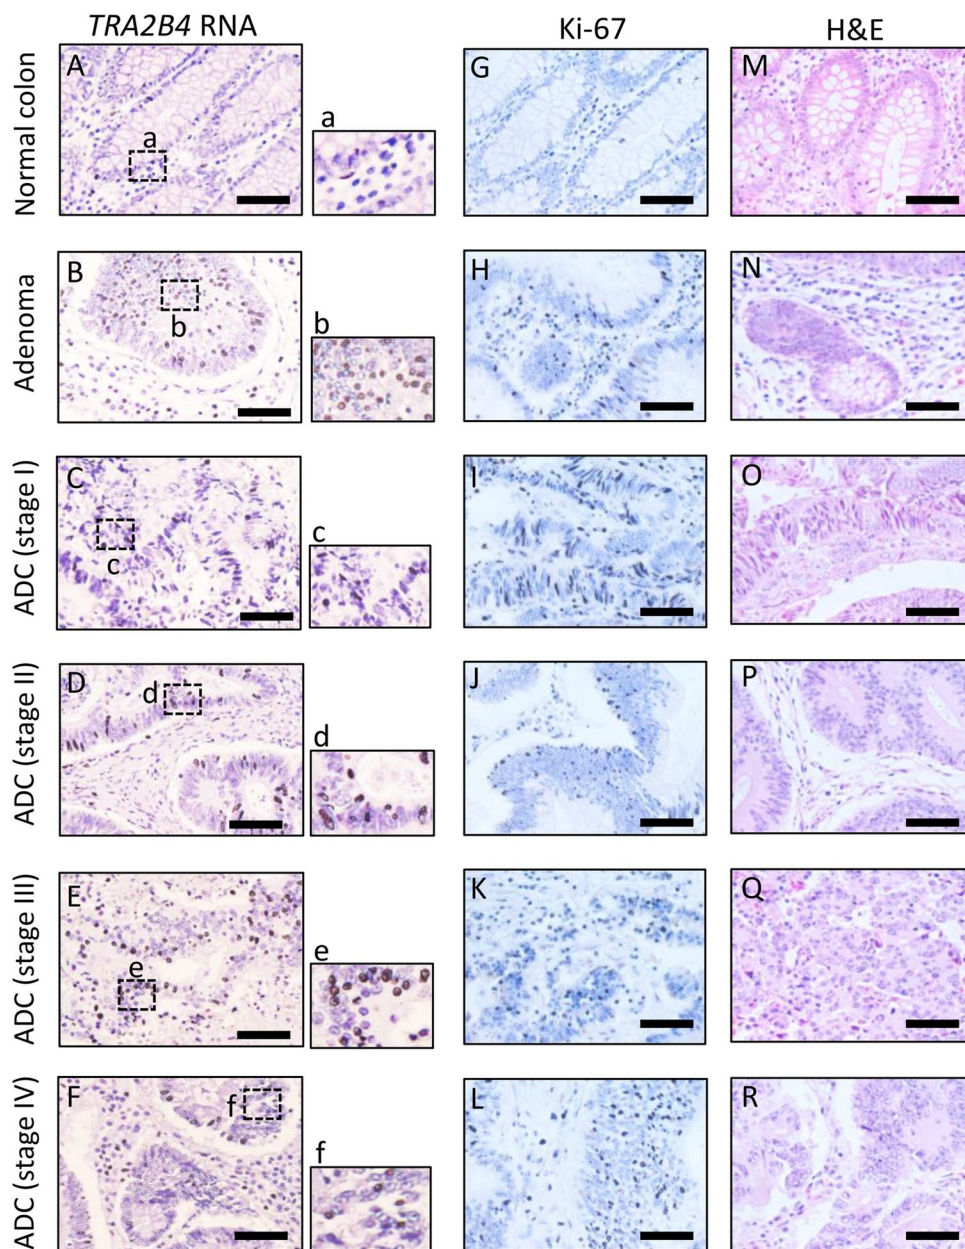 TRA2B4 RNA
Ki-67
H&E
Normal colon
A
a
a
G
M
Adenoma
B
b
b
H
N
ADC (stage I)
C
c
c
I
O
ADC (stage II)
D
d
d
J
P
ADC (stage III)
E
e
e
K
Q
ADC (stage IV)
F
f
f
L
R